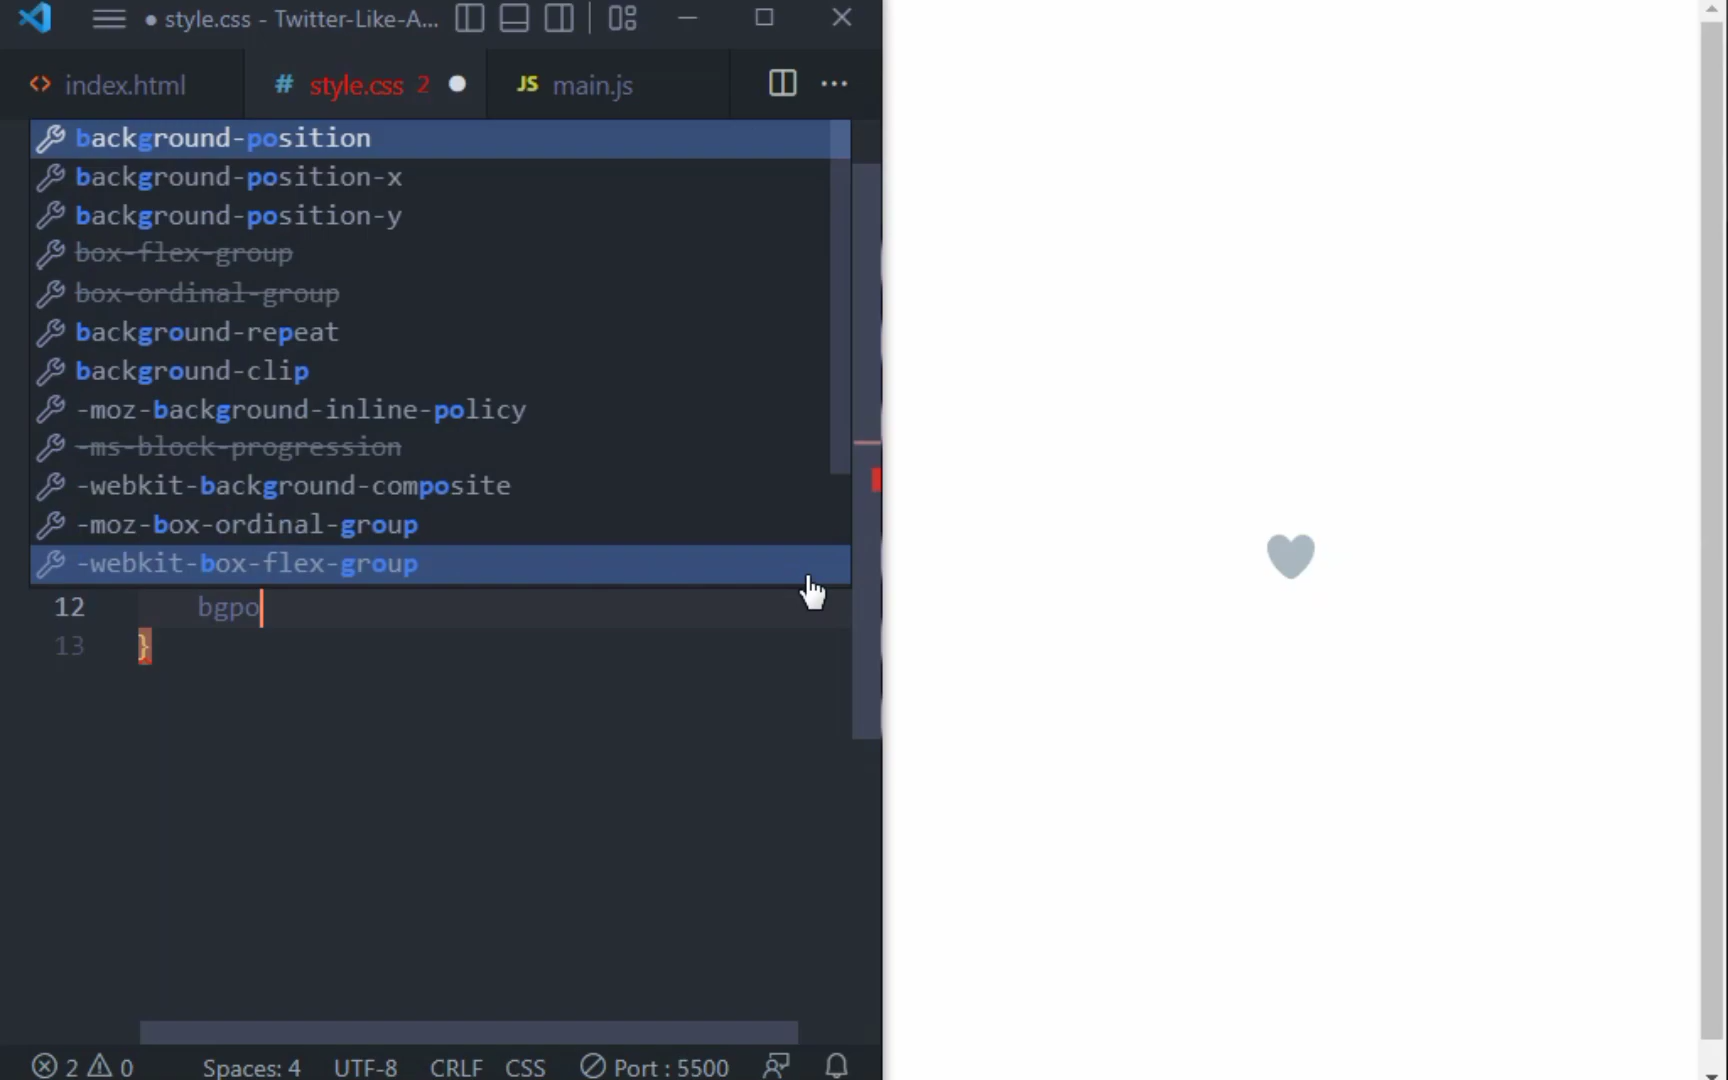 ● style.css - Twitter-Like-A...
<> index.html
# style.css 2 ●
JS main.js
background-position
background-position-x
background-position-y
box-flex-group
box-ordinal-group
background-repeat
background-clip
-moz-background-inline-policy
-ms-block-progression
-webkit-background-composite
-moz-box-ordinal-group
-webkit-box-flex-group
12 bgpo
13 }
2 0 Spaces: 4 UTF-8 CRLF CSS Port : 5500